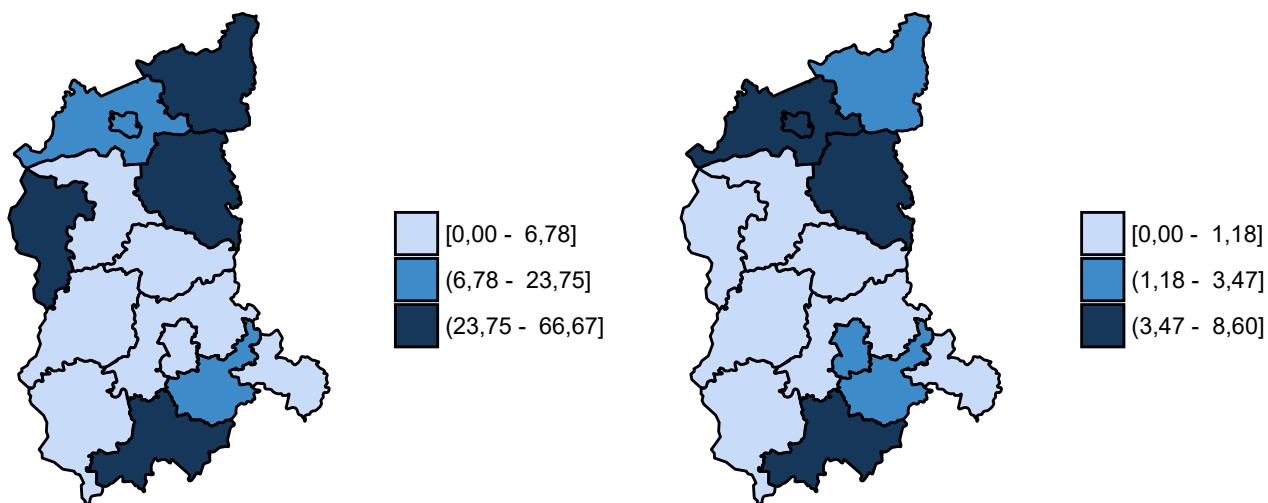 [0,00 - 6,78]
(6,78 - 23,75]
(23,75 - 66,67]
[0,00 - 1,18]
(1,18 - 3,47]
(3,47 - 8,60]